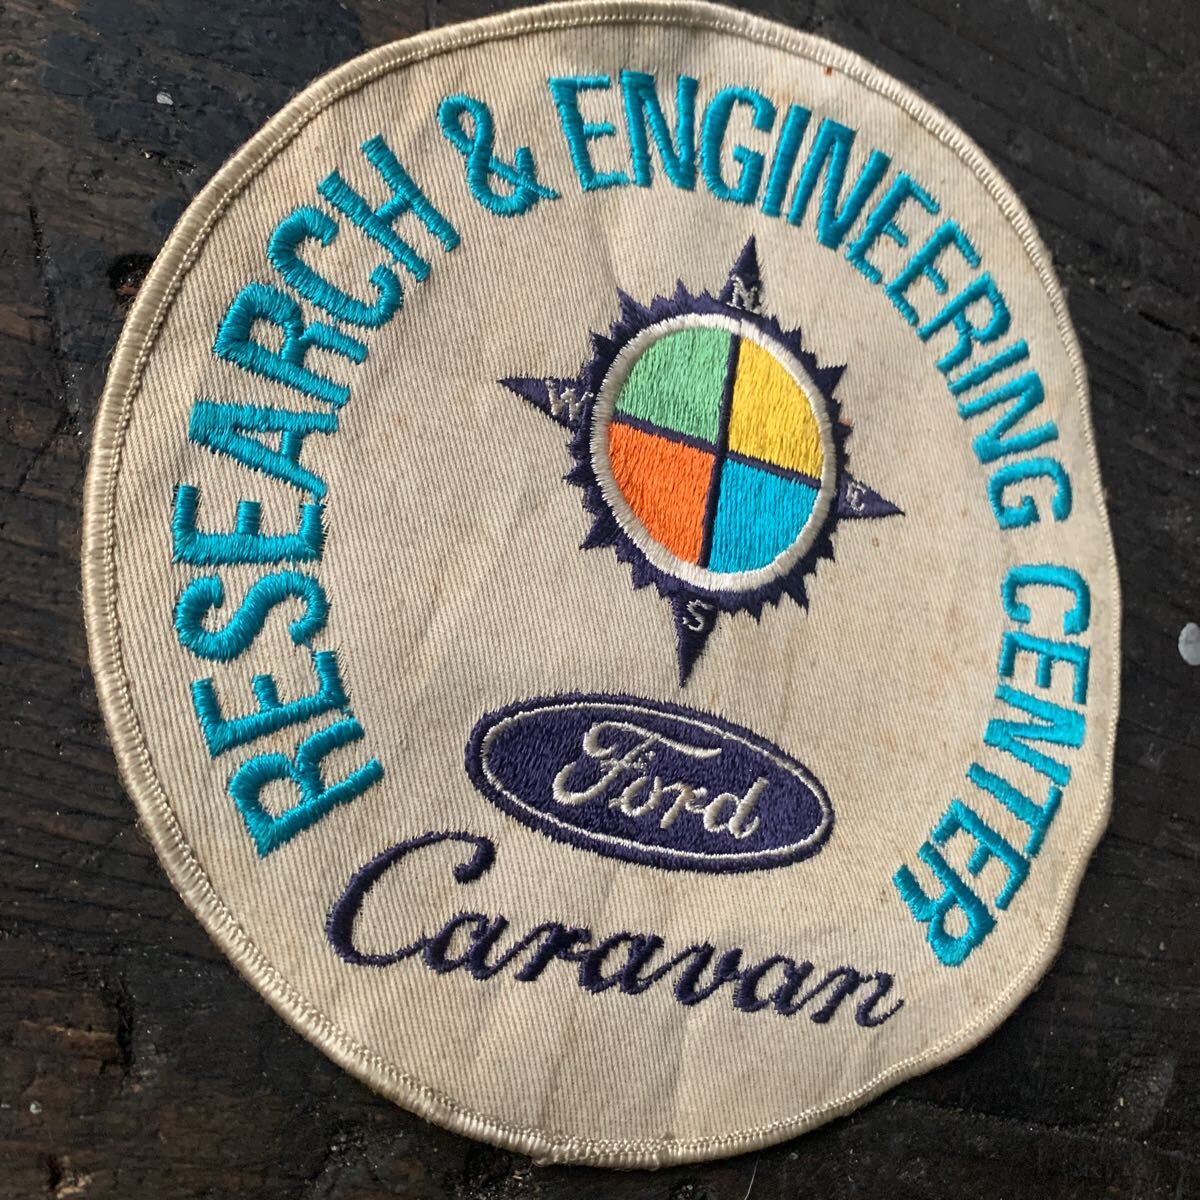 RESEARCH & ENGINEERING CENTER
N
W E
S
Ford
Caravan